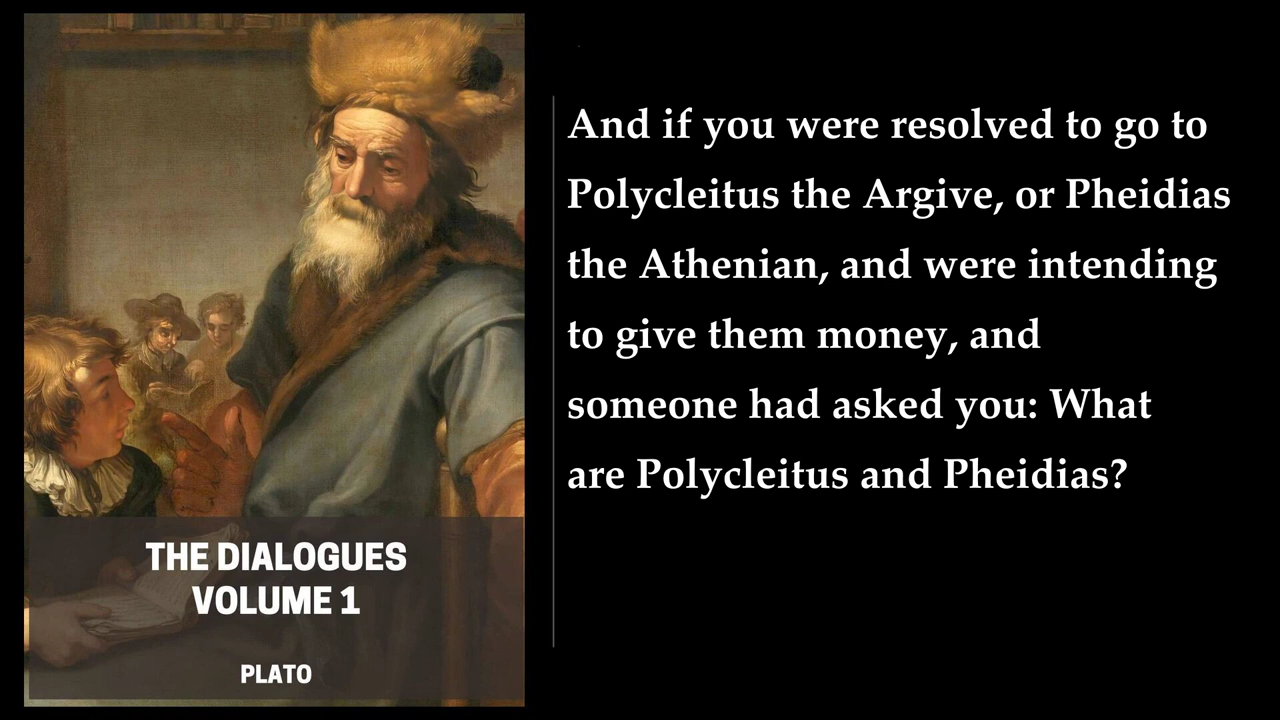 THE DIALOGUES
VOLUME 1
PLATO
And if you were resolved to go to
Polycleitus the Argive, or Pheidias
the Athenian, and were intending
to give them money, and
someone had asked you: What
are Polycleitus and Pheidias?